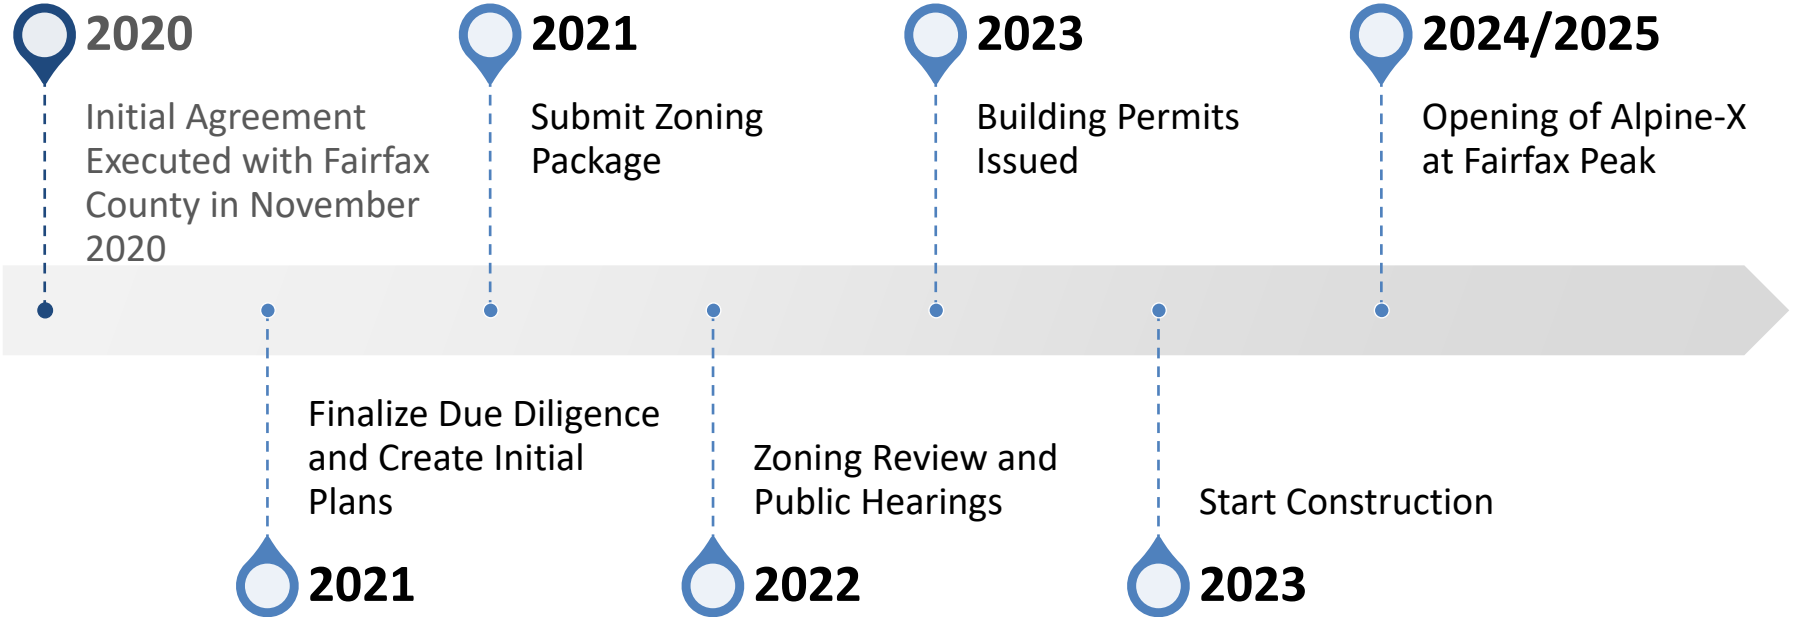 2020
Initial Agreement
Executed with Fairfax
County in November
2020
2021
Finalize Due Diligence
and Create Initial
Plans
2021
Submit Zoning
Package
2022
Zoning Review and
Public Hearings
2023
Building Permits
Issued
2023
Start Construction
2024/2025
Opening of Alpine-X
at Fairfax Peak